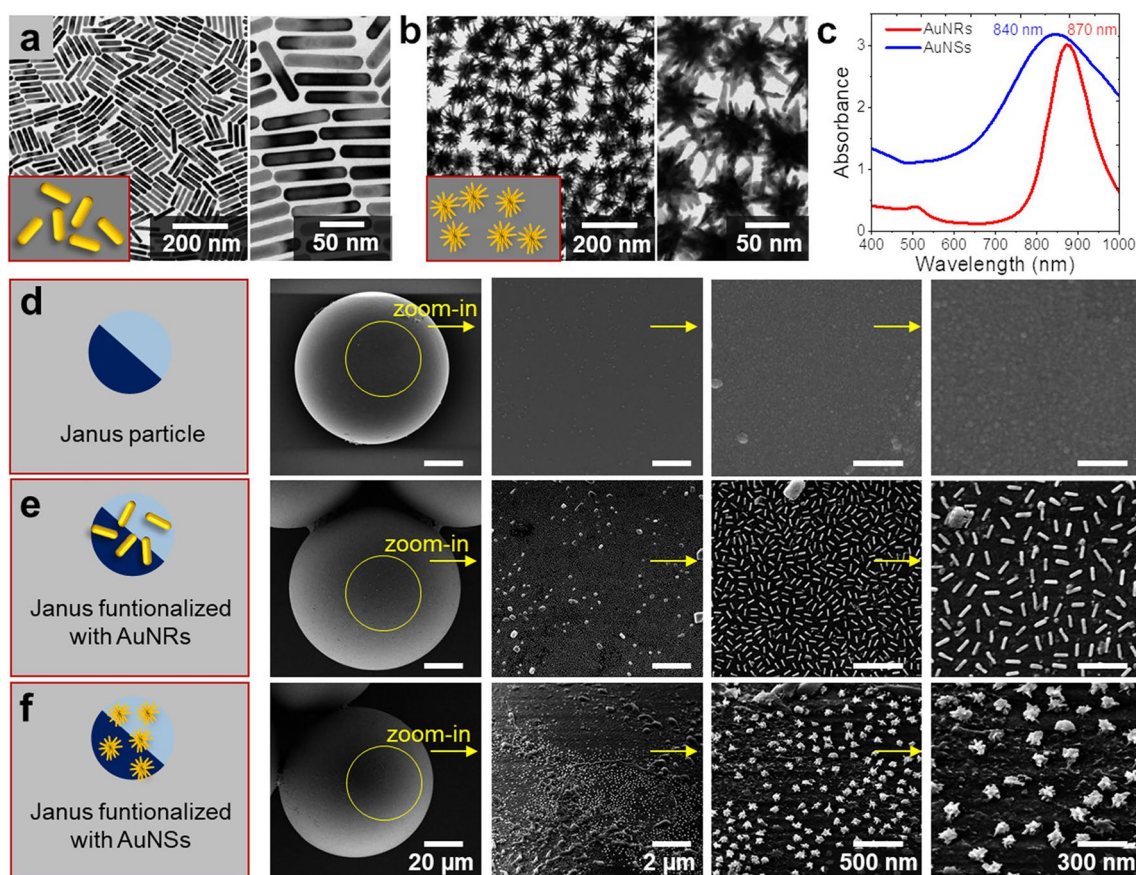 a
200 nm
50 nm
b
200 nm
50 nm
c
AuNRs
AuNSs
840 nm
870 nm
3
2
1
0
Absorbance
400 500 600 700 800 900 1000
Wavelength (nm)
d
Janus particle
zoom-in
e
Janus funtionalized
with AuNRs
zoom-in
f
Janus funtionalized
with AuNSs
zoom-in
20 µm
2 µm
500 nm
300 nm